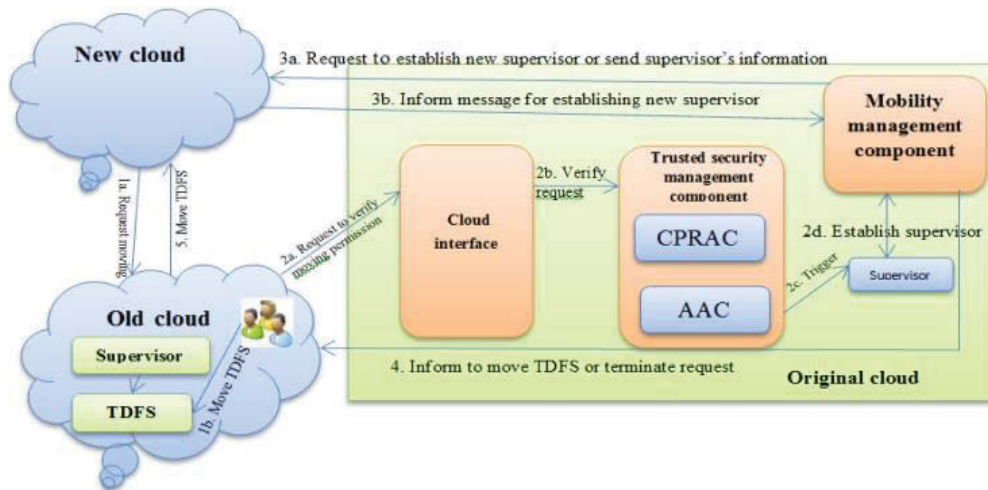 New cloud
3a. Request to establish new supervisor or send supervisor's information
3b. Inform message for establishing new supervisor
Mobility
management
component
1a. Request moving
5. Move TDFS
2a. Request to verify
moving permission
Cloud
interface
2b. Verify
request
Trusted security
management
component
CPRAC
AAC
2c. Trigger
2d. Establish supervisor
Supervisor
Old cloud
Supervisor
TDFS
1b. Move TDFS
4. Inform to move TDFS or terminate request
Original cloud